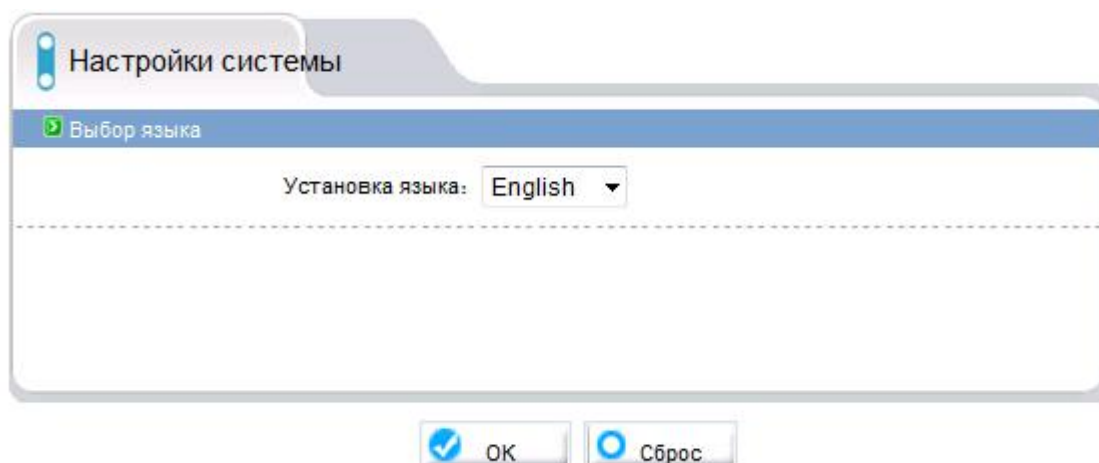 Настройки системы
Выбор языка
Установка языка: English
OK Сброс